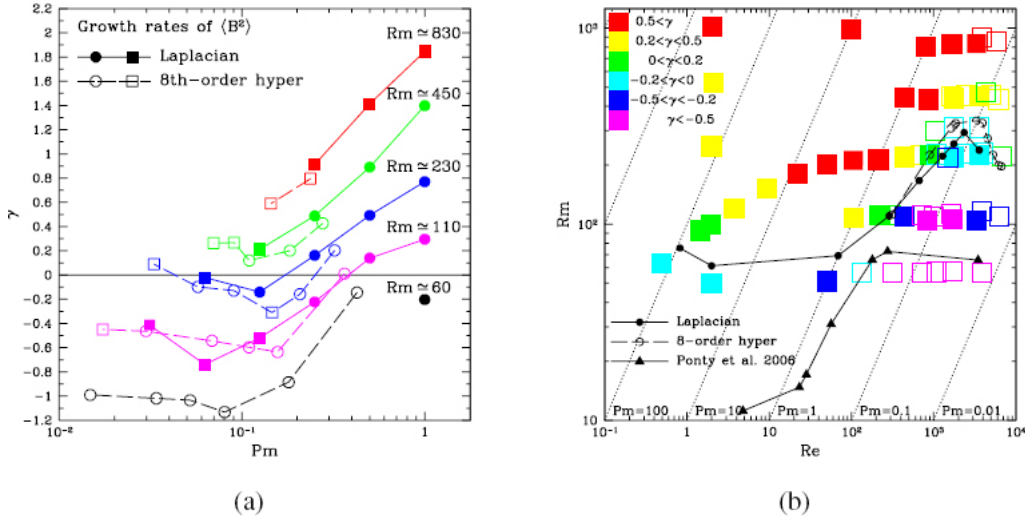 Growth rates of ⟨B²⟩
Laplacian
8th-order hyper
Rm ≃ 830
Rm ≃ 450
Rm ≃ 230
Rm ≃ 110
Rm ≃ 60
γ
2.2
2
1.8
1.6
1.4
1.2
1
0.8
0.6
0.4
0.2
0
-0.2
-0.4
-0.6
-0.8
-1
-1.2
10⁻²
10⁻¹
1
Pm
(a)
0.5<γ
0.2<γ<0.5
0<γ<0.2
-0.2<γ<0
-0.5<γ<-0.2
γ<-0.5
Rm
10³
10²
10
Laplacian
8-order hyper
Ponty et al. 2006
Pm=100
Pm=10
Pm=1
Pm=0.1
Pm=0.01
10⁻¹
1
10
10²
10³
10⁴
Re
(b)